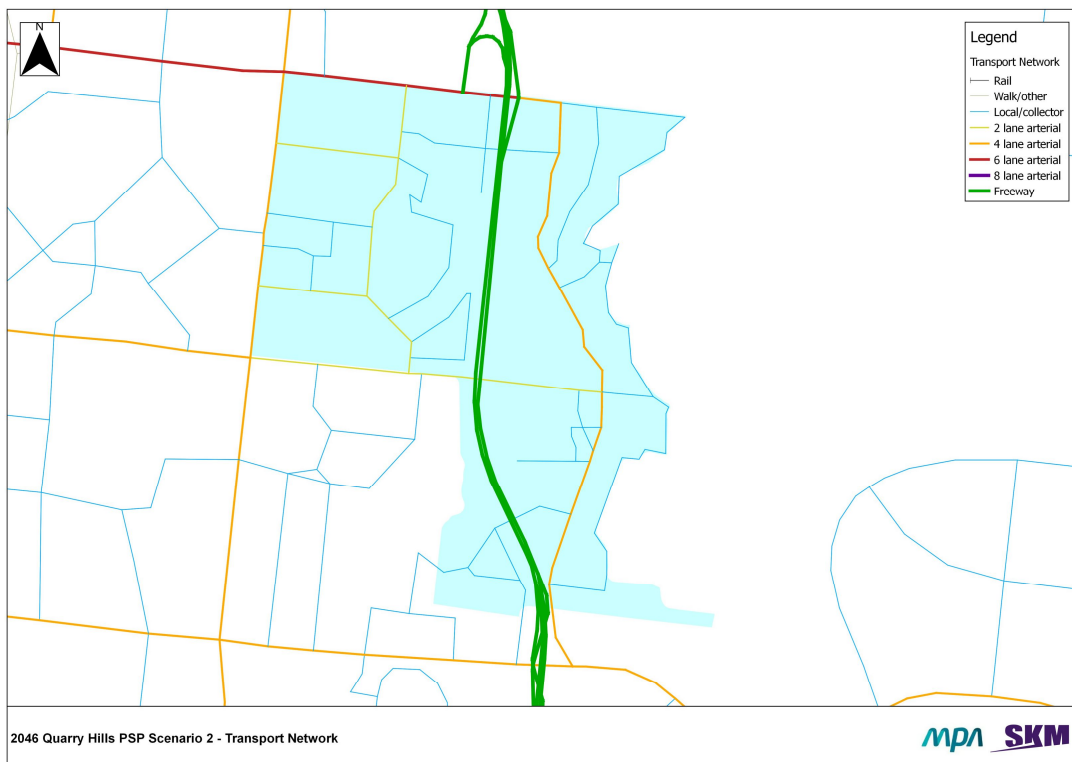 N
Legend
Transport Network
Rail
Walk/other
Local/collector
2 lane arterial
4 lane arterial
6 lane arterial
8 lane arterial
Freeway
2046 Quarry Hills PSP Scenario 2 - Transport Network
MPA SKM